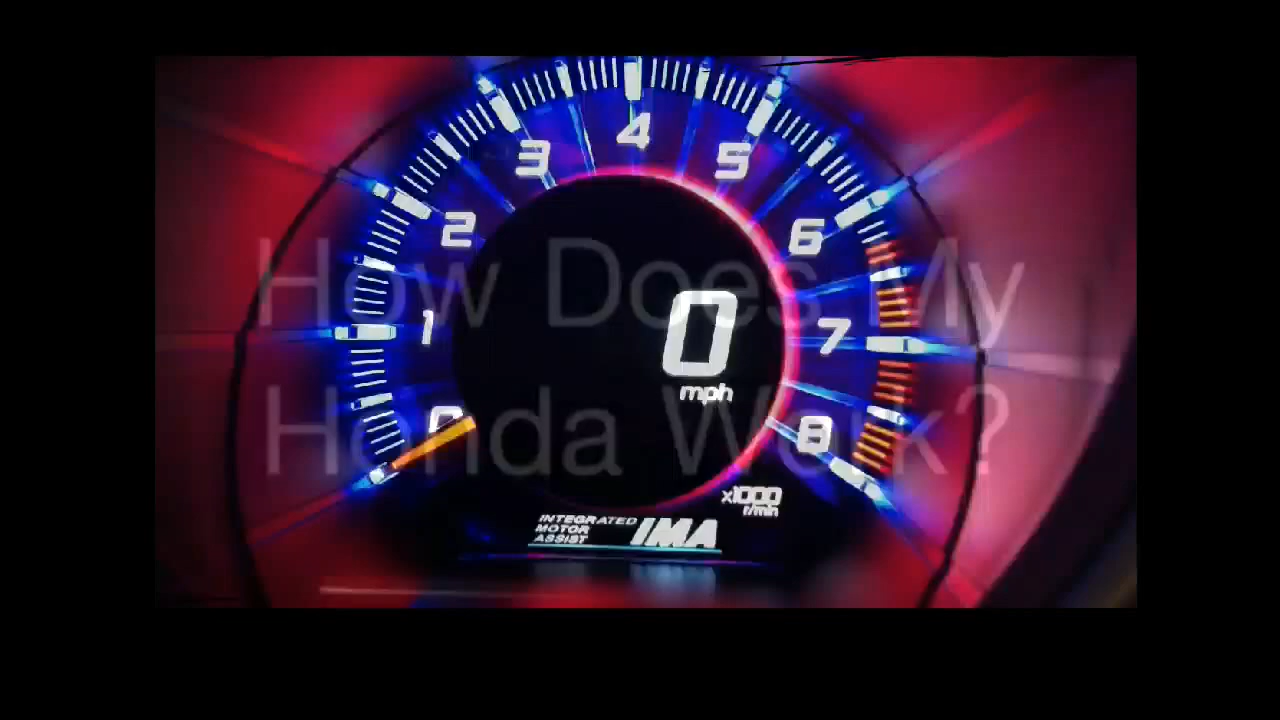 4
3
5
2
6
How Does My
0
1
7
mph
Honda Work?
0
8
x1000
r/min
INTEGRATED
MOTOR
ASSIST
IMA